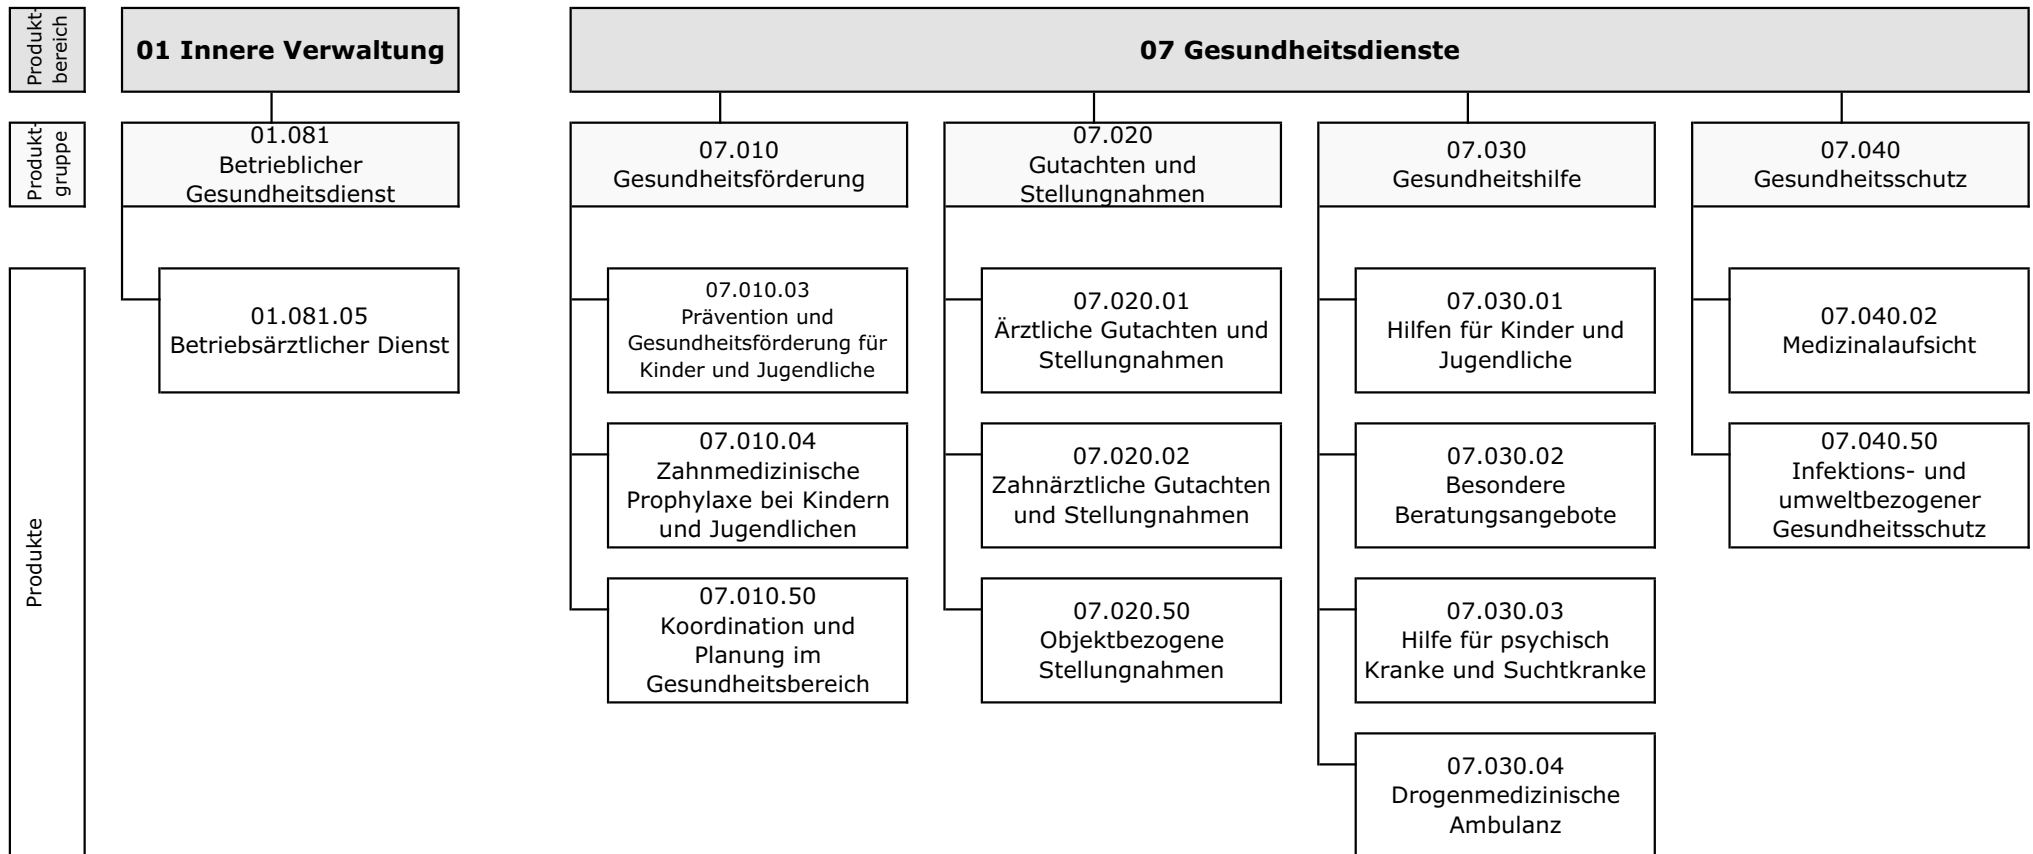 Produkt-
bereich
01 Innere Verwaltung
07 Gesundheitsdienste
Produkt-
gruppe
01.081
Betrieblicher
Gesundheitsdienst
07.010
Gesundheitsförderung
07.020
Gutachten und
Stellungnahmen
07.030
Gesundheitshilfe
07.040
Gesundheitsschutz
Produkte
01.081.05
Betriebsärztlicher Dienst
07.010.03
Prävention und
Gesundheitsförderung für
Kinder und Jugendliche
07.020.01
Ärztliche Gutachten und
Stellungnahmen
07.030.01
Hilfen für Kinder und
Jugendliche
07.040.02
Medizinalaufsicht
07.010.04
Zahnmedizinische
Prophylaxe bei Kindern
und Jugendlichen
07.020.02
Zahnärztliche Gutachten
und Stellungnahmen
07.030.02
Besondere
Beratungsangebote
07.040.50
Infektions- und
umweltbezogener
Gesundheitsschutz
07.010.50
Koordination und
Planung im
Gesundheitsbereich
07.020.50
Objektbezogene
Stellungnahmen
07.030.03
Hilfe für psychisch
Kranke und Suchtkranke
07.030.04
Drogenmedizinische
Ambulanz